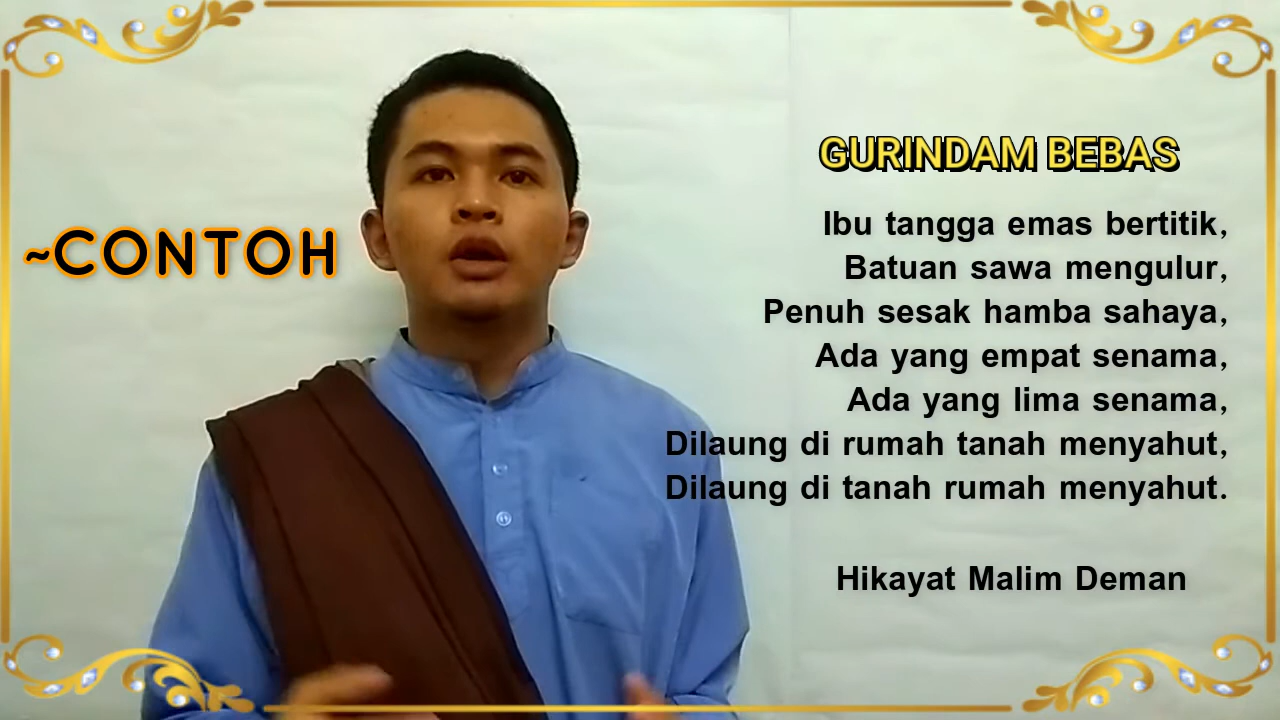 ~CONTOH
GURINDAM BEBAS
Ibu tangga emas bertitik,
Batuan sawa mengulur,
Penuh sesak hamba sahaya,
Ada yang empat senama,
Ada yang lima senama,
Dilaung di rumah tanah menyahut,
Dilaung di tanah rumah menyahut.
Hikayat Malim Deman